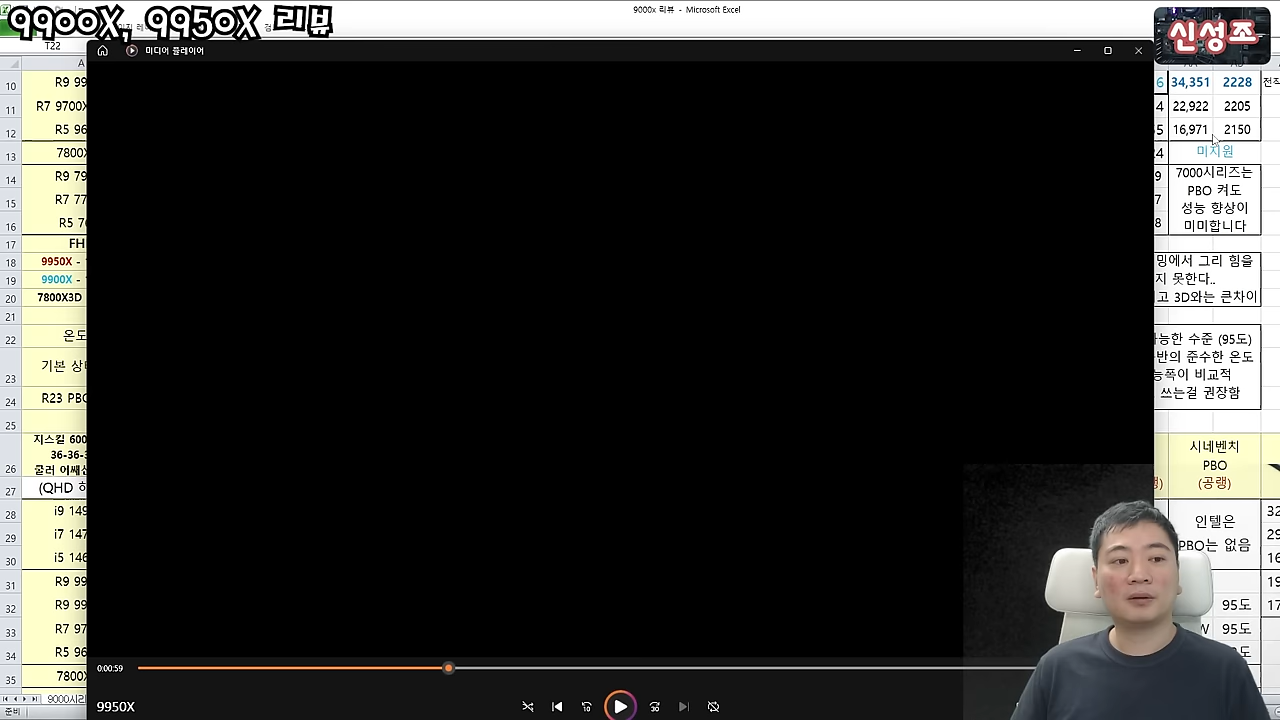 9900X, 9950X 리뷰
9000x 리뷰 - Microsoft Excel
신성조
T22
미디어 플레이어
A
10
R9 99
34,351
2228
11
R7 9700X
22,922
2205
12
R5 96
16,971
2150
13
7800X
미지원
14
R9 79
15
R7 77
16
R5 76
7000시리즈는
PBO 켜도
성능 향상이
미미합니다
17
FH
18
9950X -
19
9900X -
20
7800X3D
밍에서 그리 힘을
지 못한다..
고 3D와는 큰차이
21
22
온도
23
기본 상
24
R23 PBO
능한 수준 (95도)
반의 준수한 온도
능폭이 비교적
쓰는걸 권장함
25
26
지스킬 600
36-36-3
쿨러 어쎄신
시네벤치
PBO
(공랭)
27
(QHD
28
i9 149
29
i7 147
30
i5 146
인텔은
PBO는 없음
31
R9 99
32
R9 99
95도
33
R7 97
95도
34
R5 96
35
7800X
0:00:59
9950X
9000시리
준비